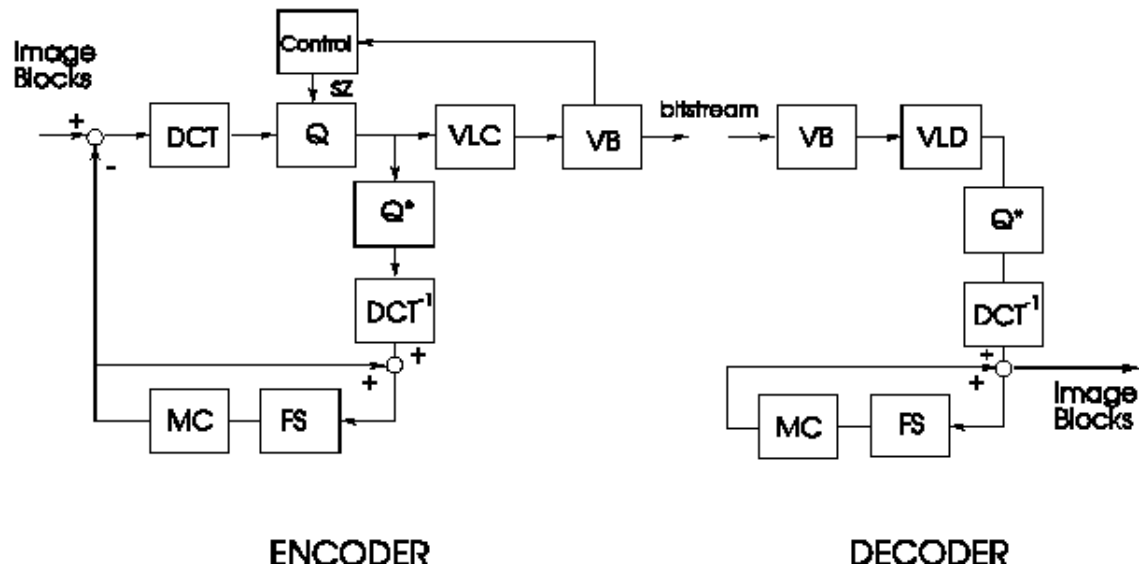 Control
Image
Blocks
sz
bitstream
+
DCT
Q
VLC
VB
VB
VLD
-
Q*
Q*
DCT-1
DCT-1
+
+
+
+
MC
FS
MC
FS
Image
Blocks
ENCODER
DECODER